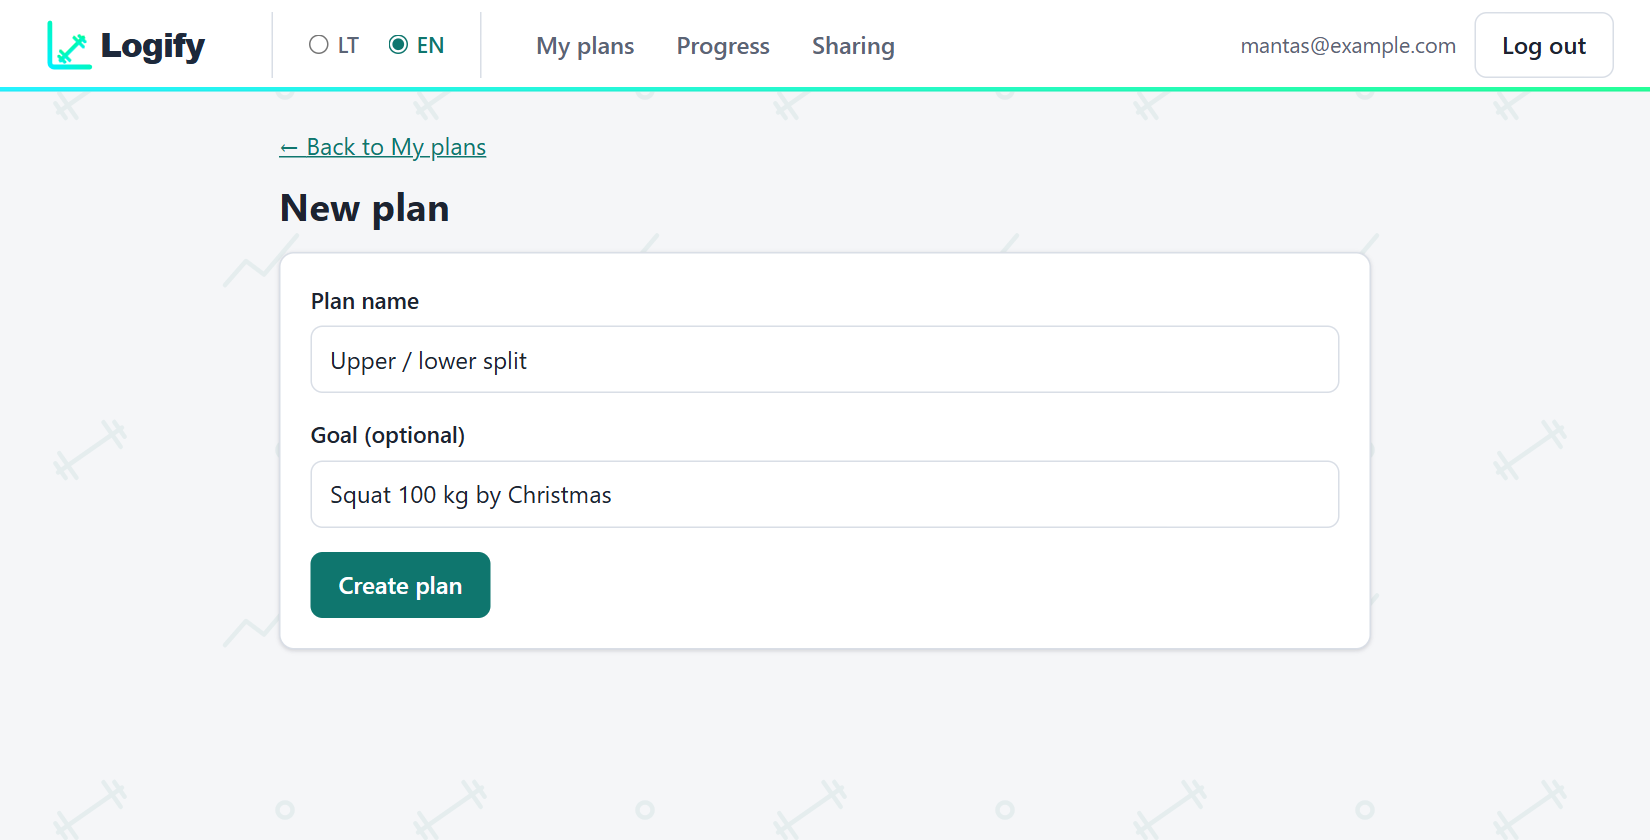 Logify
LT
EN
My plans
Progress
Sharing
mantas@example.com
Log out
← Back to My plans
New plan
Plan name
Upper / lower split
Goal (optional)
Squat 100 kg by Christmas
Create plan